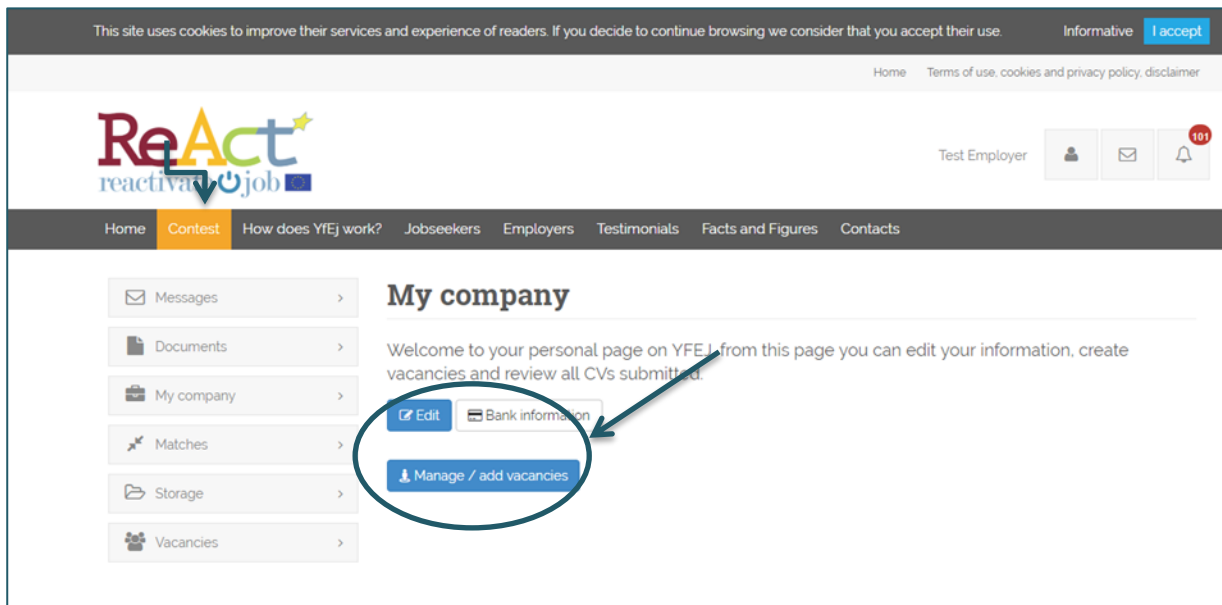 This site uses cookies to improve their services and experience of readers. If you decide to continue browsing we consider that you accept their use. Informative I accept
Home Terms of use, cookies and privacy policy, disclaimer
ReAct
reactivate job
Test Employer 101
Home Contest How does YfEj work? Jobseekers Employers Testimonials Facts and Figures Contacts
Messages
Documents
My company
Matches
Storage
Vacancies
My company
Welcome to your personal page on YFEJ, from this page you can edit your information, create
vacancies and review all CVs submitted.
Edit Bank information
Manage / add vacancies